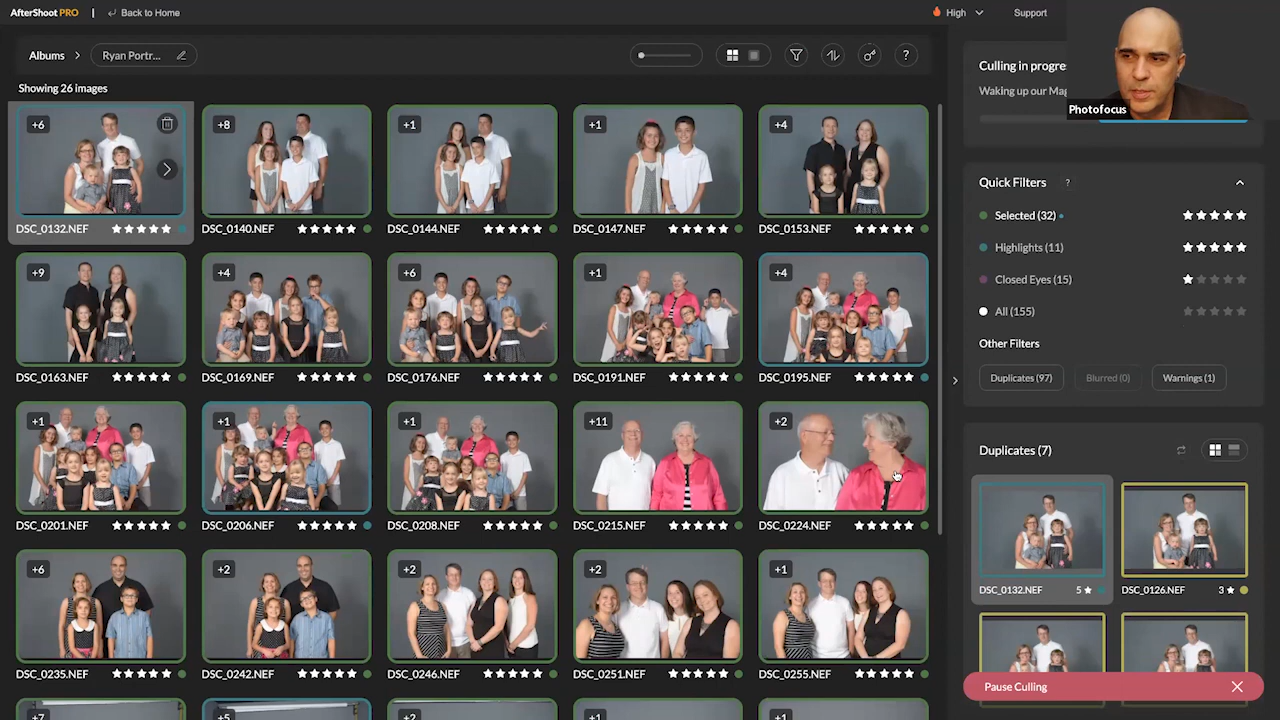 AfterShoot PRO | Back to Home
High
Support
Albums > Ryan Portr...
?
Showing 26 images
+6
+8
+1
+1
+4
DSC_0132.NEF
DSC_0140.NEF
DSC_0144.NEF
DSC_0147.NEF
DSC_0153.NEF
+9
+4
+6
+1
+4
DSC_0163.NEF
DSC_0169.NEF
DSC_0176.NEF
DSC_0191.NEF
DSC_0195.NEF
+1
+1
+1
+11
+2
DSC_0201.NEF
DSC_0206.NEF
DSC_0208.NEF
DSC_0215.NEF
DSC_0224.NEF
+6
+2
+2
+2
+1
DSC_0235.NEF
DSC_0242.NEF
DSC_0246.NEF
DSC_0251.NEF
DSC_0255.NEF
+7
+5
+2
+1
+1
Culling in progre
Waking up our Mag
Photofocus
Quick Filters ?
Selected (32)
Highlights (11)
Closed Eyes (15)
All (155)
Other Filters
Duplicates (97)
Blurred (0)
Warnings (1)
Duplicates (7)
DSC_0132.NEF 5
DSC_0126.NEF 3
Pause Culling